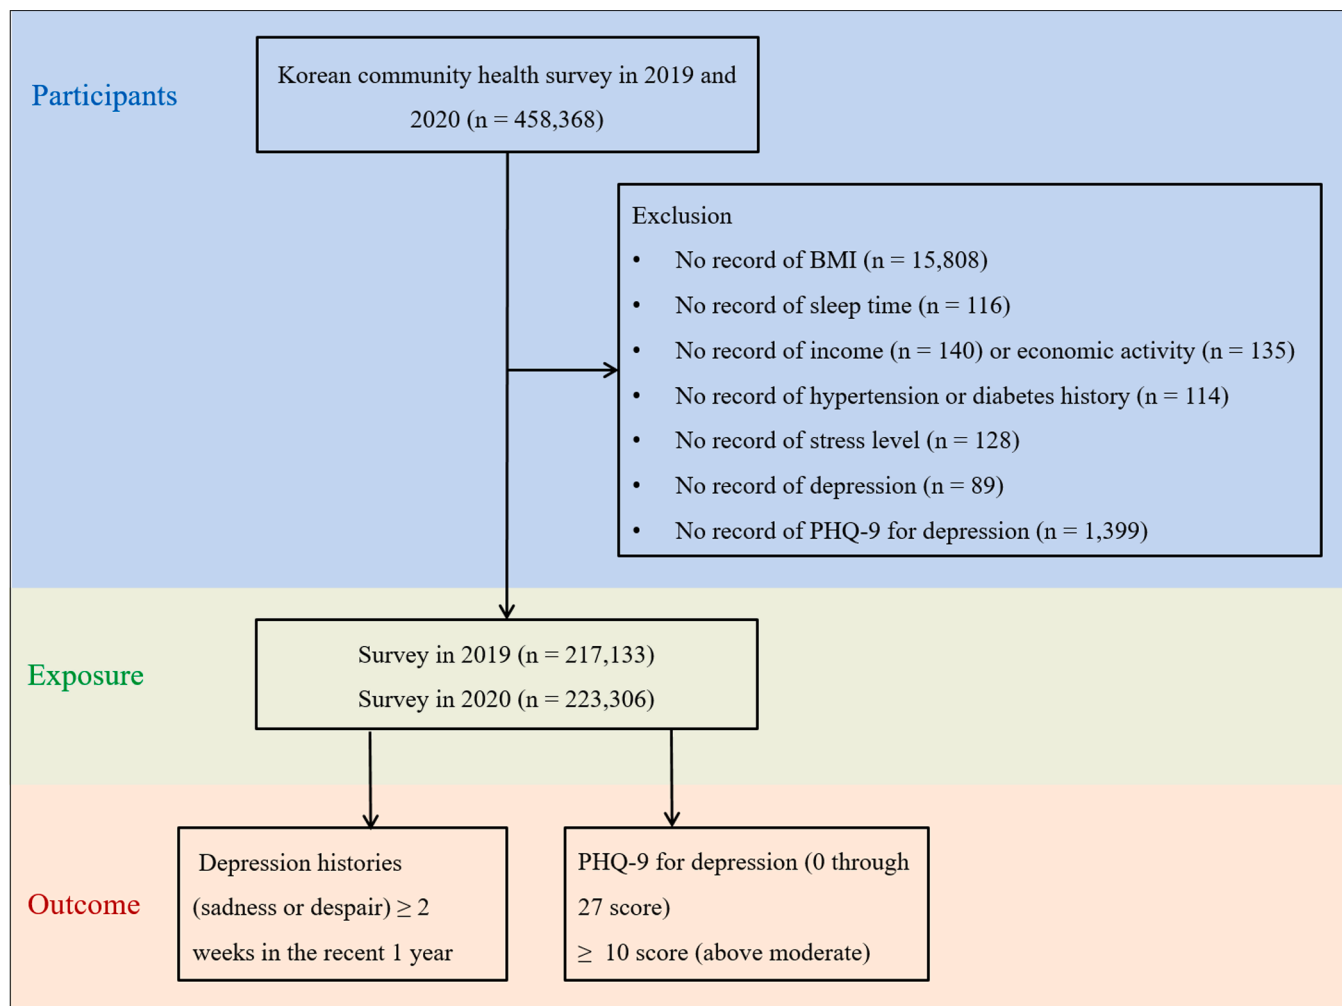 Participants
Korean community health survey in 2019 and
2020 (n = 458,368)
Exclusion
• No record of BMI (n = 15,808)
• No record of sleep time (n = 116)
• No record of income (n = 140) or economic activity (n = 135)
• No record of hypertension or diabetes history (n = 114)
• No record of stress level (n = 128)
• No record of depression (n = 89)
• No record of PHQ-9 for depression (n = 1,399)
Exposure
Survey in 2019 (n = 217,133)
Survey in 2020 (n = 223,306)
Outcome
Depression histories
(sadness or despair) ≥ 2
weeks in the recent 1 year
PHQ-9 for depression (0 through
27 score)
≥ 10 score (above moderate)